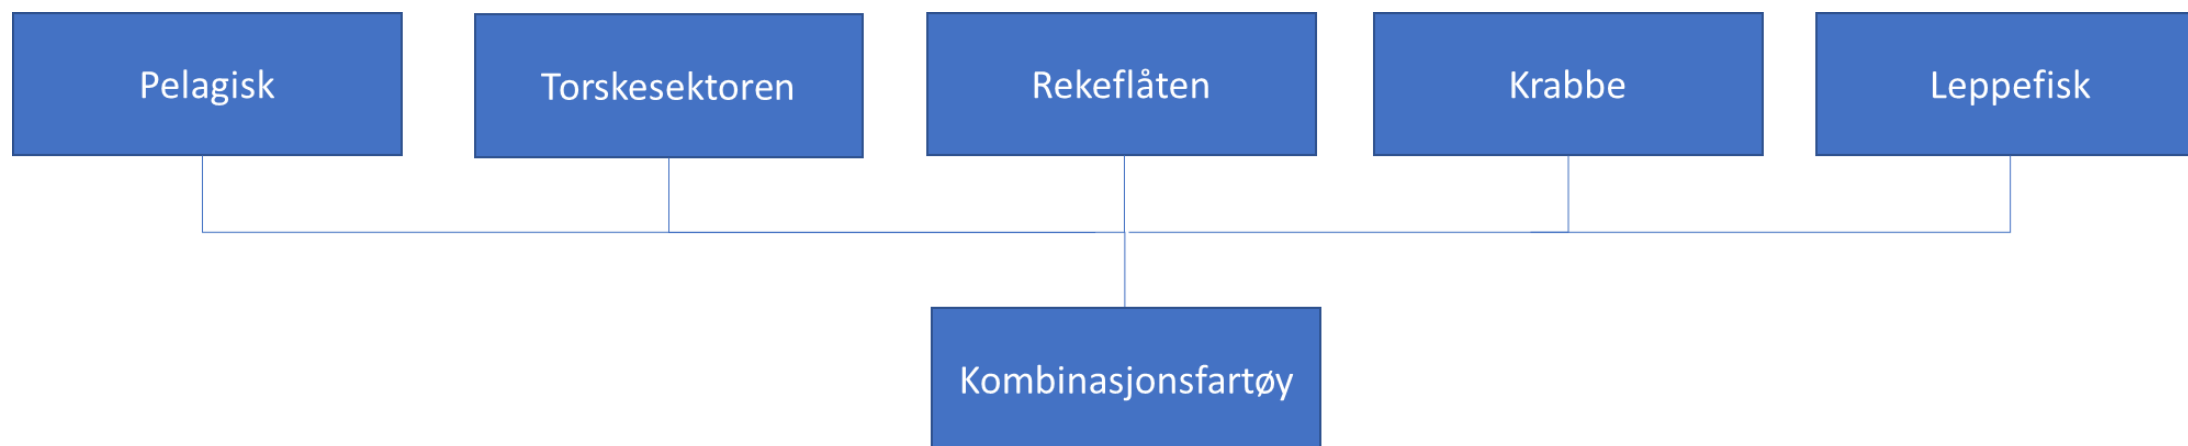 Pelagisk
Torskesektoren
Rekeflåten
Krabbe
Leppefisk
Kombinasjonsfartøy